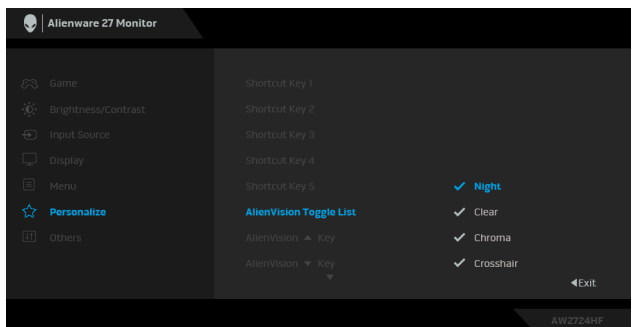 Alienware 27 Monitor
Game
Shortcut Key 1
Brightness/Contrast
Shortcut Key 2
Input Source
Shortcut Key 3
Display
Shortcut Key 4
Menu
Shortcut Key 5
Night
Personalize
AlienVision Toggle List
Clear
Others
AlienVision ▲ Key
Chroma
AlienVision ▼ Key
Crosshair
Exit
AW2724HF